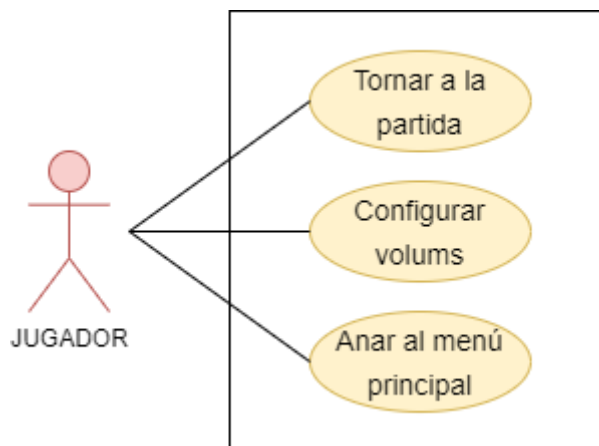 Tornar a la
partida
Configurar
volums
JUGADOR
Anar al menú
principal